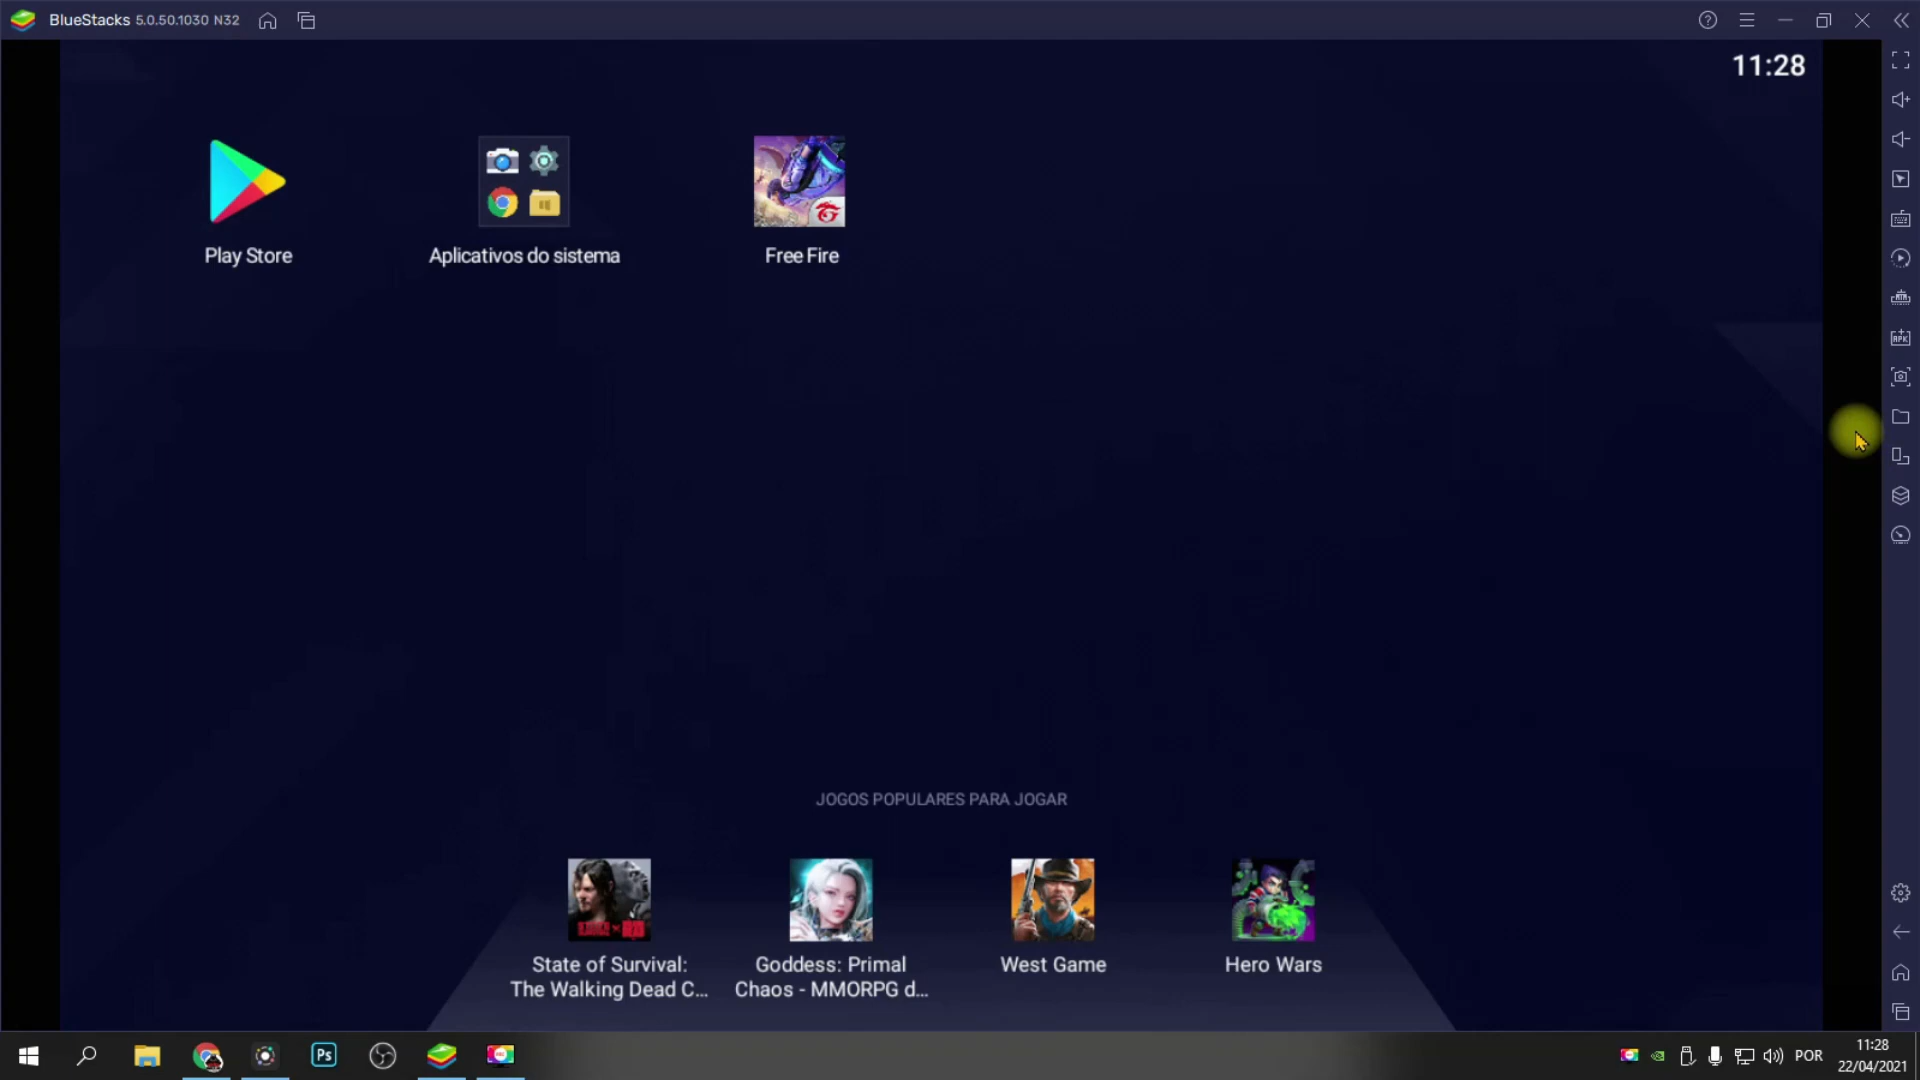 BlueStacks 5.0.50.1030 N32
11:28
Play Store
Aplicativos do sistema
Free Fire
JOGOS POPULARES PARA JOGAR
State of Survival:
The Walking Dead C...
Goddess: Primal
Chaos - MMORPG d...
West Game
Hero Wars
Ps
POR
11:28
22/04/2021